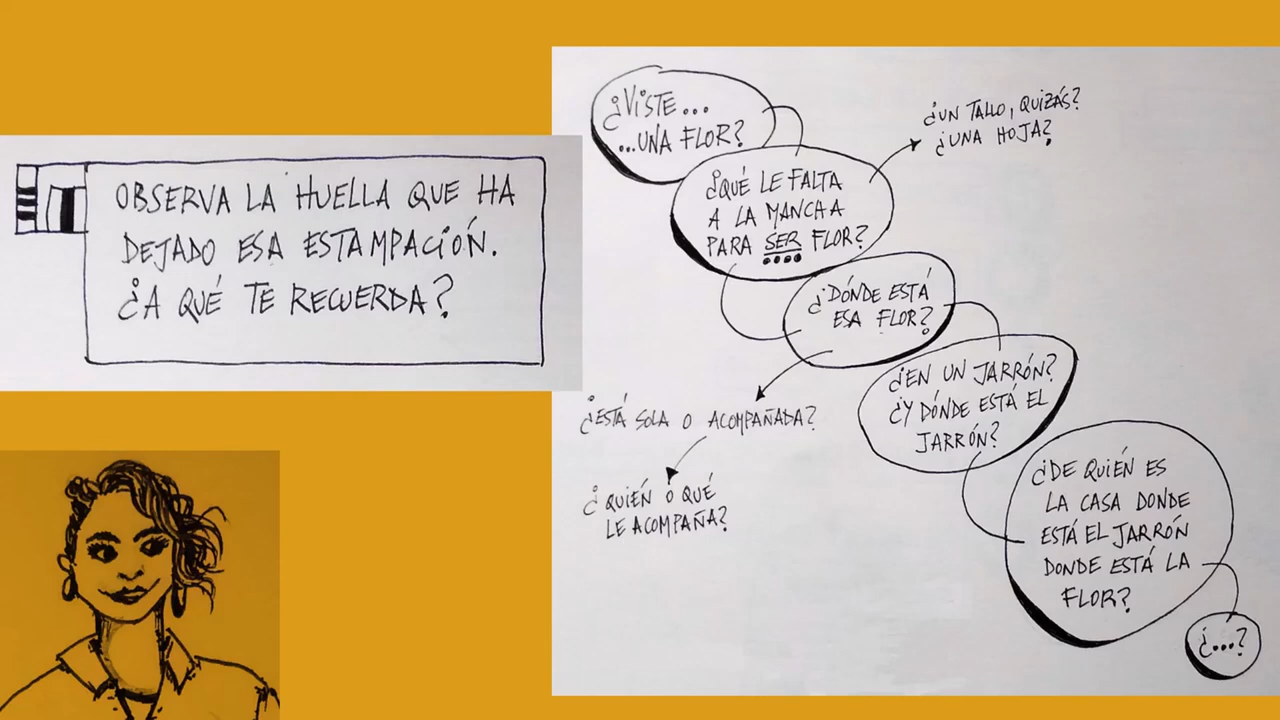 OBSERVA LA HUELLA QUE HA
DEJADO ESA ESTAMPACIÓN.
¿A QUÉ TE RECUERDA?
¿VISTE...
...UNA FLOR?
¿QUÉ LE FALTA
A LA MANCHA
PARA SER FLOR?
¿UN TALLO, QUIZÁS?
¿UNA HOJA?
¿DÓNDE ESTÁ
ESA FLOR?
¿ESTÁ SOLA O ACOMPAÑADA?
¿QUIÉN O QUÉ
LE ACOMPAÑA?
¿EN UN JARRÓN?
¿Y DÓNDE ESTÁ EL
JARRÓN?
¿DE QUIÉN ES
LA CASA DONDE
ESTÁ EL JARRÓN
DONDE ESTÁ LA
FLOR?
¿...?